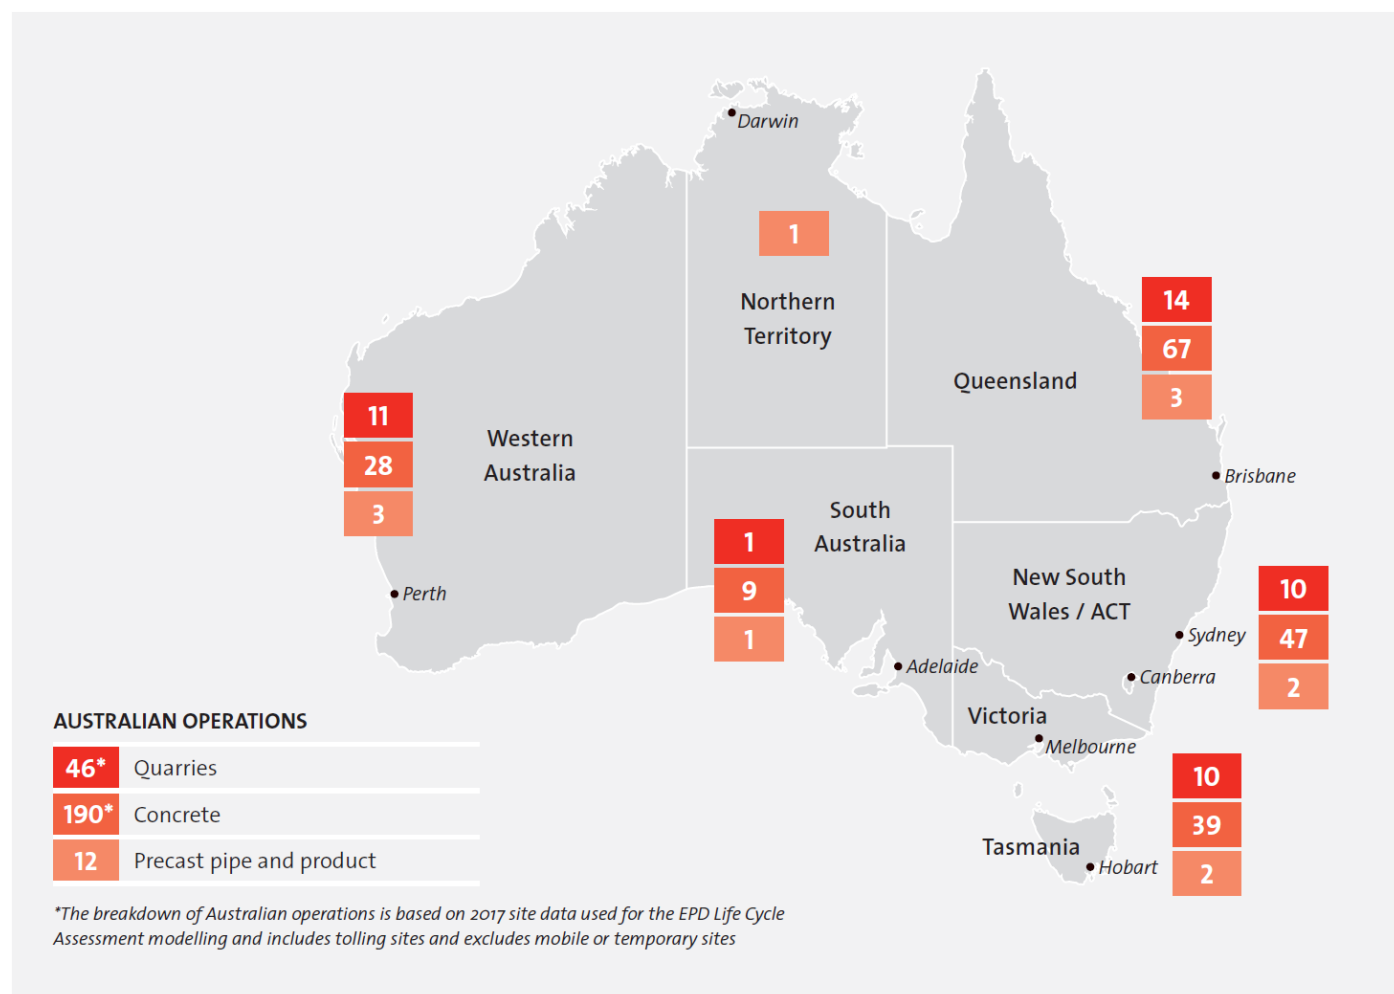 Darwin
1
Northern
Territory
14
67
3
Queensland
11
28
3
Western
Australia
Brisbane
South
Australia
1
9
1
New South
Wales / ACT
10
47
2
Perth
Sydney
Adelaide
Canberra
Victoria
Melbourne
10
39
2
Tasmania
Hobart
AUSTRALIAN OPERATIONS
46* Quarries
190* Concrete
12 Precast pipe and product
*The breakdown of Australian operations is based on 2017 site data used for the EPD Life Cycle
Assessment modelling and includes tolling sites and excludes mobile or temporary sites